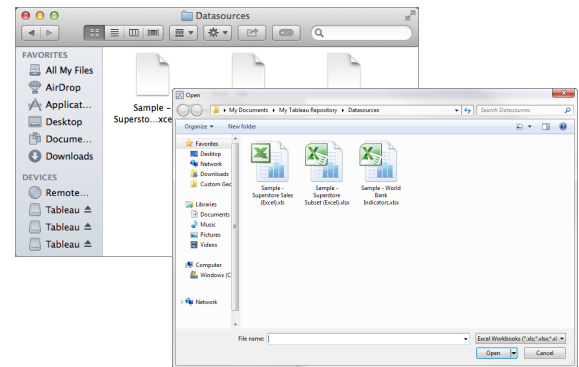 Datasources
FAVORITES
All My Files
AirDrop
Applicat...
Desktop
Docume...
Downloads
DEVICES
Remote...
Tableau
Tableau
Tableau
Sample -
Supersto...xce
Open
My Documents ▸ My Tableau Repository ▸ Datasources
Search Datasources
Organize
New folder
Favorites
Desktop
Network
Downloads
Custom Gec
Libraries
Documents
Music
Pictures
Videos
Computer
Windows (C
Network
Sample -
Superstore Sales
(Excel).xls
Sample -
Superstore
Subset (Excel).xlsx
Sample - World
Bank
Indicators.xlsx
File name:
Excel Workbooks (*.xls;*.xlsx;*.xl
Open
Cancel